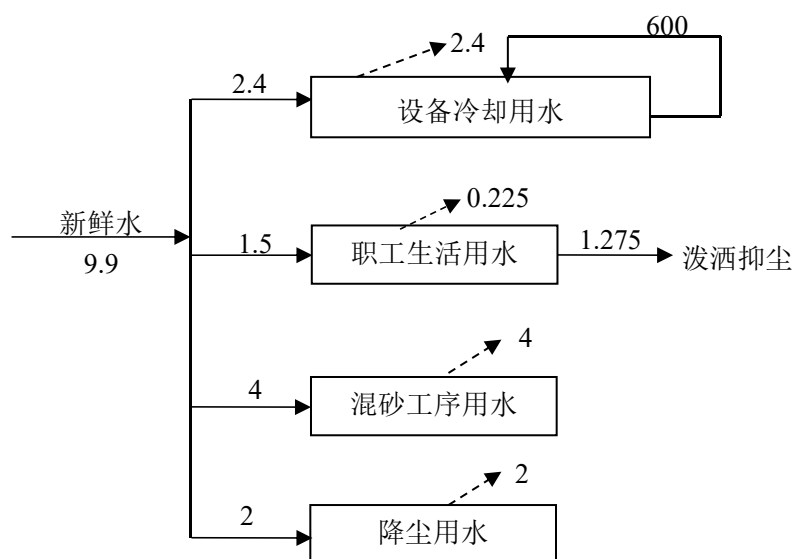 600
2.4
2.4
设备冷却用水
0.225
新鲜水
9.9
1.5
职工生活用水
1.275
泼洒抑尘
4
4
混砂工序用水
2
2
降尘用水